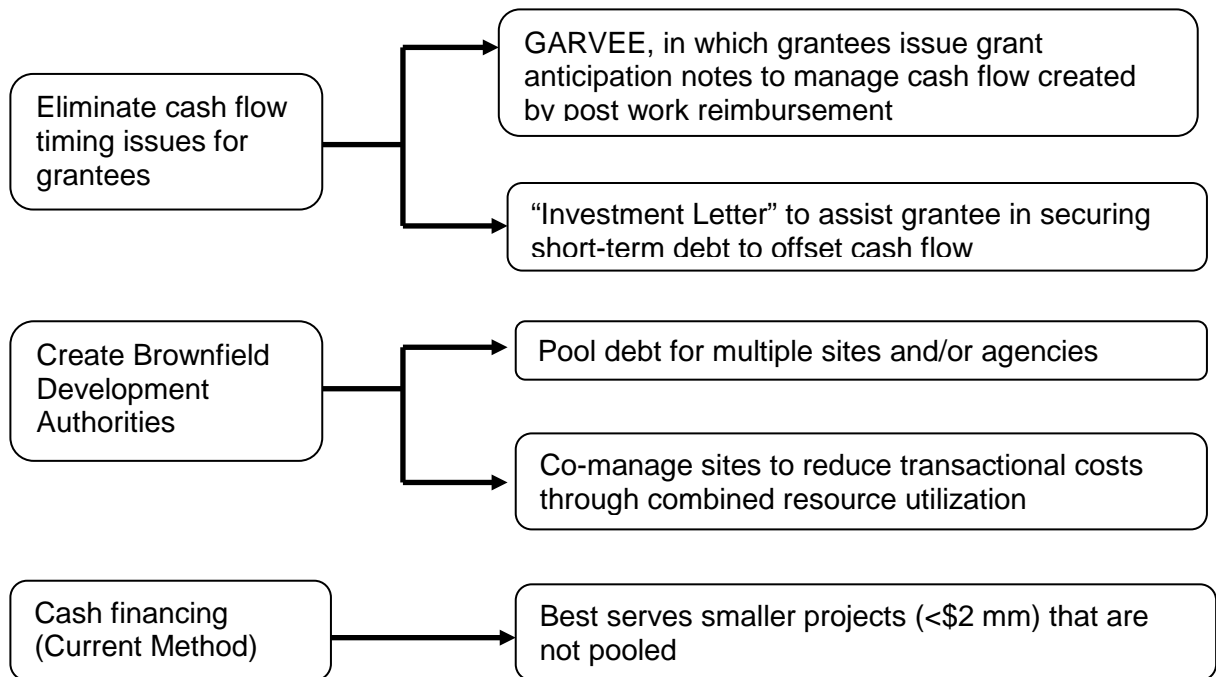 Eliminate cash flow
timing issues for
grantees
GARVEE, in which grantees issue grant
anticipation notes to manage cash flow created
by post work reimbursement
“Investment Letter” to assist grantee in securing
short-term debt to offset cash flow
Create Brownfield
Development
Authorities
Pool debt for multiple sites and/or agencies
Co-manage sites to reduce transactional costs
through combined resource utilization
Cash financing
(Current Method)
Best serves smaller projects (<$2 mm) that are
not pooled